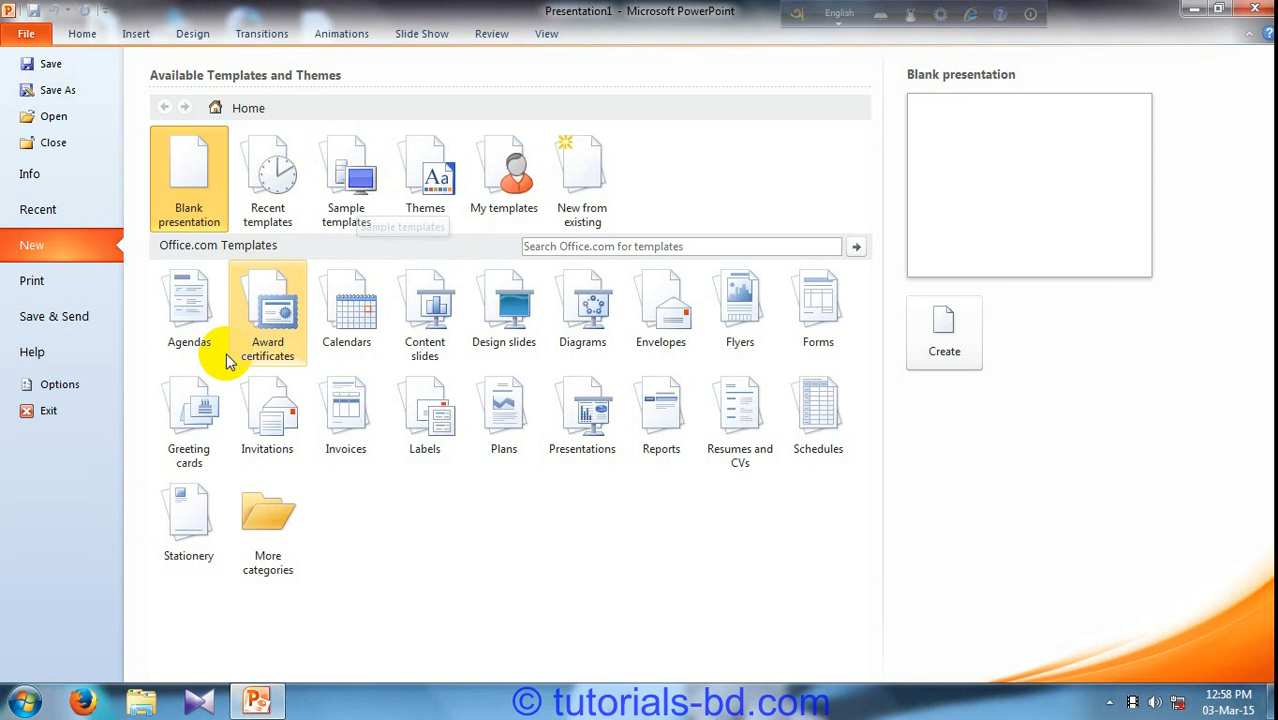 Presentation1 - Microsoft PowerPoint
English
File Home Insert Design Transitions Animations Slide Show Review View
Save
Save As
Open
Close
Info
Recent
New
Print
Save & Send
Help
Options
Exit
Available Templates and Themes
Home
Blank
presentation
Recent
templates
Sample
templates
Themes
My templates
New from
existing
Sample templates
Office.com Templates
Search Office.com for templates
Agendas
Award
certificates
Calendars
Content
slides
Design slides
Diagrams
Envelopes
Flyers
Forms
Greeting
cards
Invitations
Invoices
Labels
Plans
Presentations
Reports
Resumes and
CVs
Schedules
Stationery
More
categories
Blank presentation
Create
© tutorials-bd.com
12:58 PM
03-Mar-15